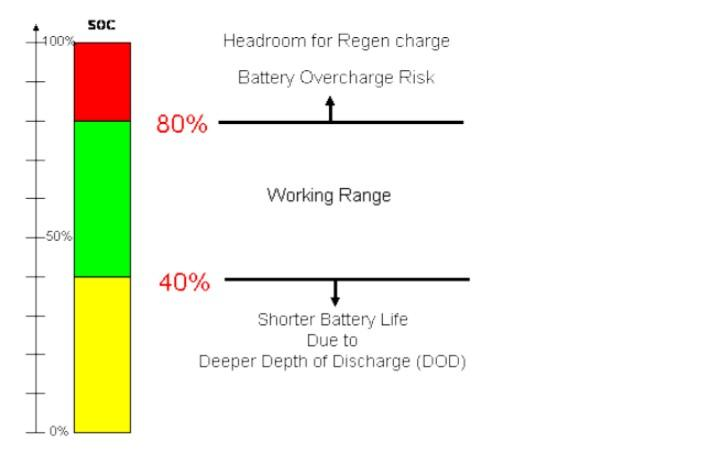 SOC
100%
Headroom for Regen charge
Battery Overcharge Risk
80%
Working Range
50%
40%
Shorter Battery Life
Due to
Deeper Depth of Discharge (DOD)
0%